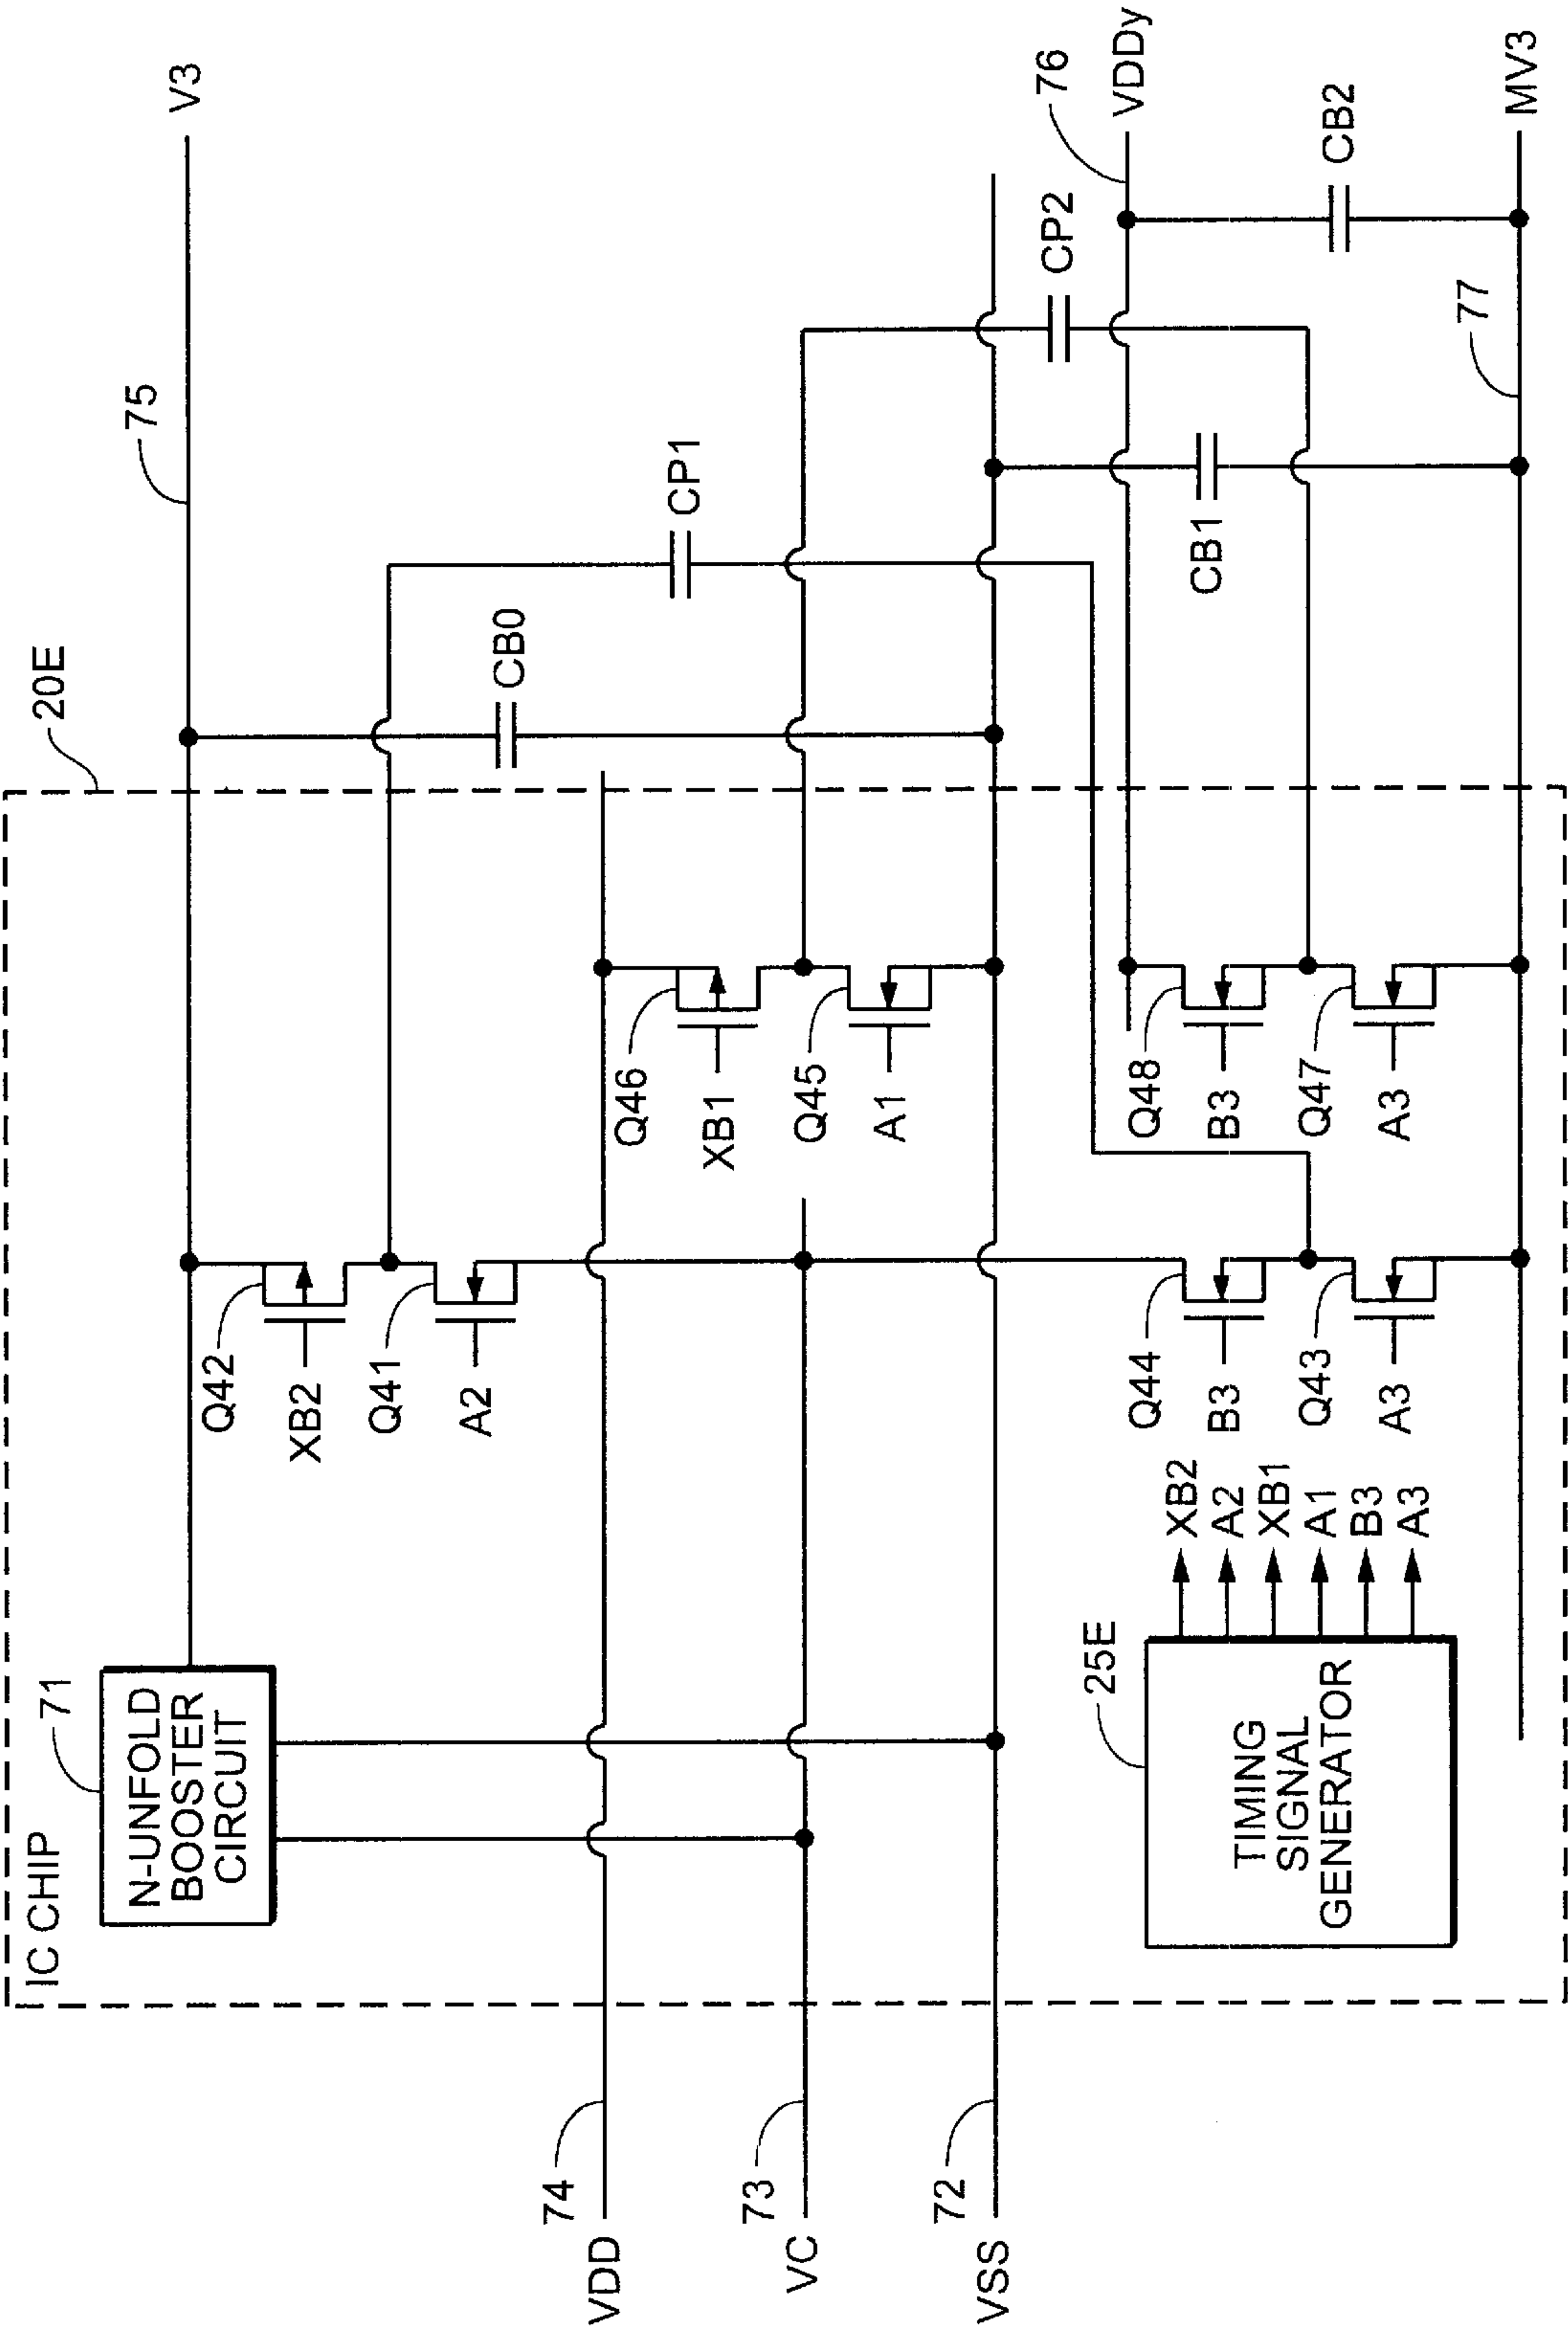 20E
IC CHIP
71
N-UNFOLD
BOOSTER
CIRCUIT
75
V3
Q42
XB2
Q41
A2
CB0
CP1
74
VDD
Q46
XB1
Q45
A1
73
VC
72
VSS
CP2
76
VDDy
25E
TIMING
SIGNAL
GENERATOR
XB2
A2
XB1
A1
B3
A3
Q44
B3
Q43
A3
Q48
B3
Q47
A3
CB1
CB2
77
MV3